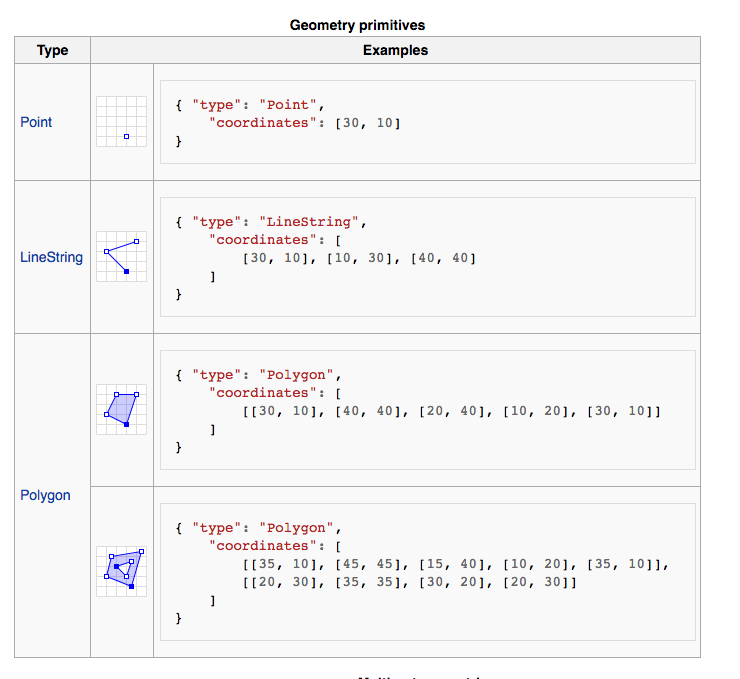 Geometry primitives
Type Examples
Point
{ "type": "Point",
"coordinates": [30, 10]
}
LineString
{ "type": "LineString",
"coordinates": [
[30, 10], [10, 30], [40, 40]
]
}
Polygon
{ "type": "Polygon",
"coordinates": [
[[30, 10], [40, 40], [20, 40], [10, 20], [30, 10]]
]
}
{ "type": "Polygon",
"coordinates": [
[[35, 10], [45, 45], [15, 40], [10, 20], [35, 10]],
[[20, 30], [35, 35], [30, 20], [20, 30]]
]
}